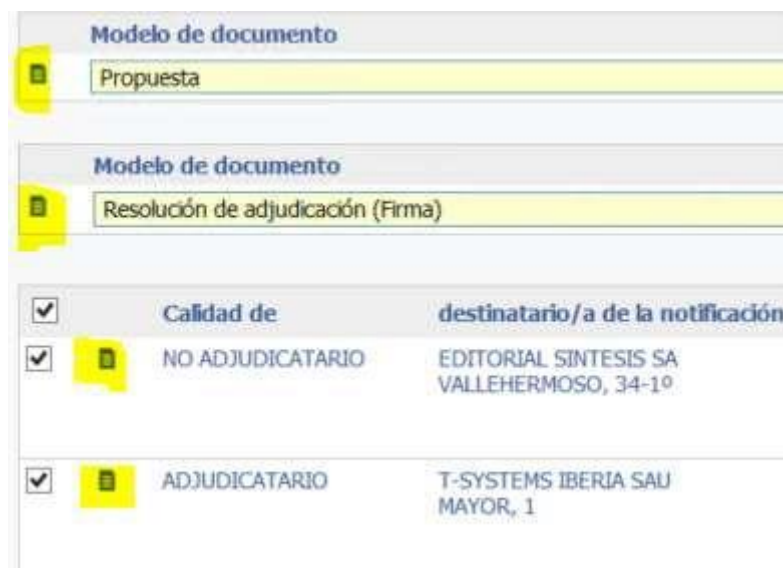 Modelo de documento
Propuesta
Modelo de documento
Resolución de adjudicación (Firma)
Calidad de destinatario/a de la notificación
NO ADJUDICATARIO EDITORIAL SINTESIS SA
VALLEHERMOSO, 34-1º
ADJUDICATARIO T-SYSTEMS IBERIA SAU
MAYOR, 1